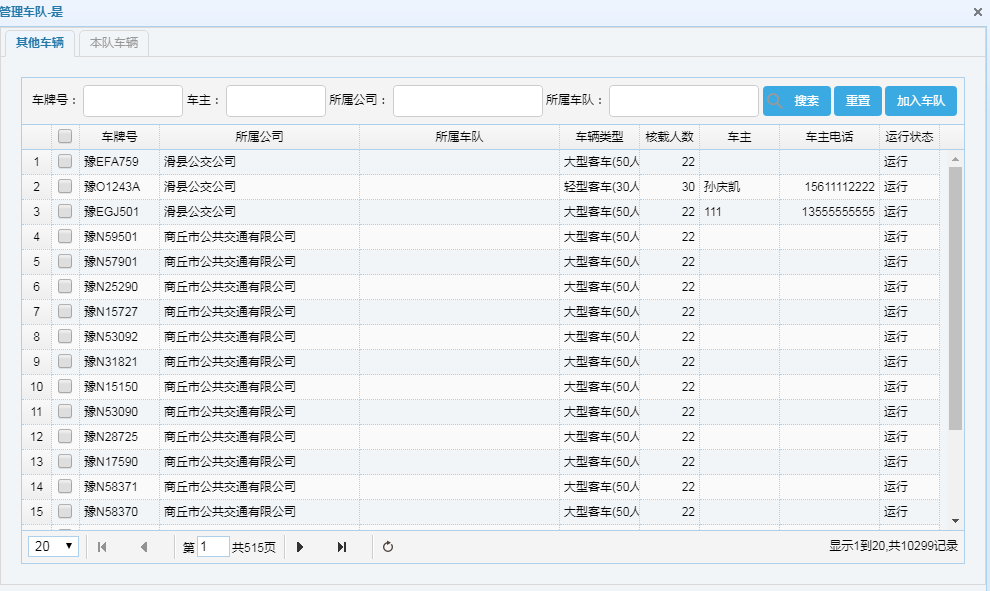 管理车队-是
其他车辆 本队车辆
车牌号： 车主： 所属公司： 所属车队： 搜索 重置 加入车队
车牌号 所属公司 所属车队 车辆类型 核载人数 车主 车主电话 运行状态
1 豫EFA759 滑县公交公司 大型客车(50人 22 运行
2 豫O1243A 滑县公交公司 轻型客车(30人 30 孙庆凯 15611112222 运行
3 豫EGJ501 滑县公交公司 大型客车(50人 22 111 13555555555 运行
4 豫N59501 商丘市公共交通有限公司 大型客车(50人 22 运行
5 豫N57901 商丘市公共交通有限公司 大型客车(50人 22 运行
6 豫N25290 商丘市公共交通有限公司 大型客车(50人 22 运行
7 豫N15727 商丘市公共交通有限公司 大型客车(50人 22 运行
8 豫N53092 商丘市公共交通有限公司 大型客车(50人 22 运行
9 豫N31821 商丘市公共交通有限公司 大型客车(50人 22 运行
10 豫N15150 商丘市公共交通有限公司 大型客车(50人 22 运行
11 豫N53090 商丘市公共交通有限公司 大型客车(50人 22 运行
12 豫N28725 商丘市公共交通有限公司 大型客车(50人 22 运行
13 豫N17590 商丘市公共交通有限公司 大型客车(50人 22 运行
14 豫N58371 商丘市公共交通有限公司 大型客车(50人 22 运行
15 豫N58370 商丘市公共交通有限公司 大型客车(50人 22 运行
20 第 1 共515页 显示1到20,共10299记录